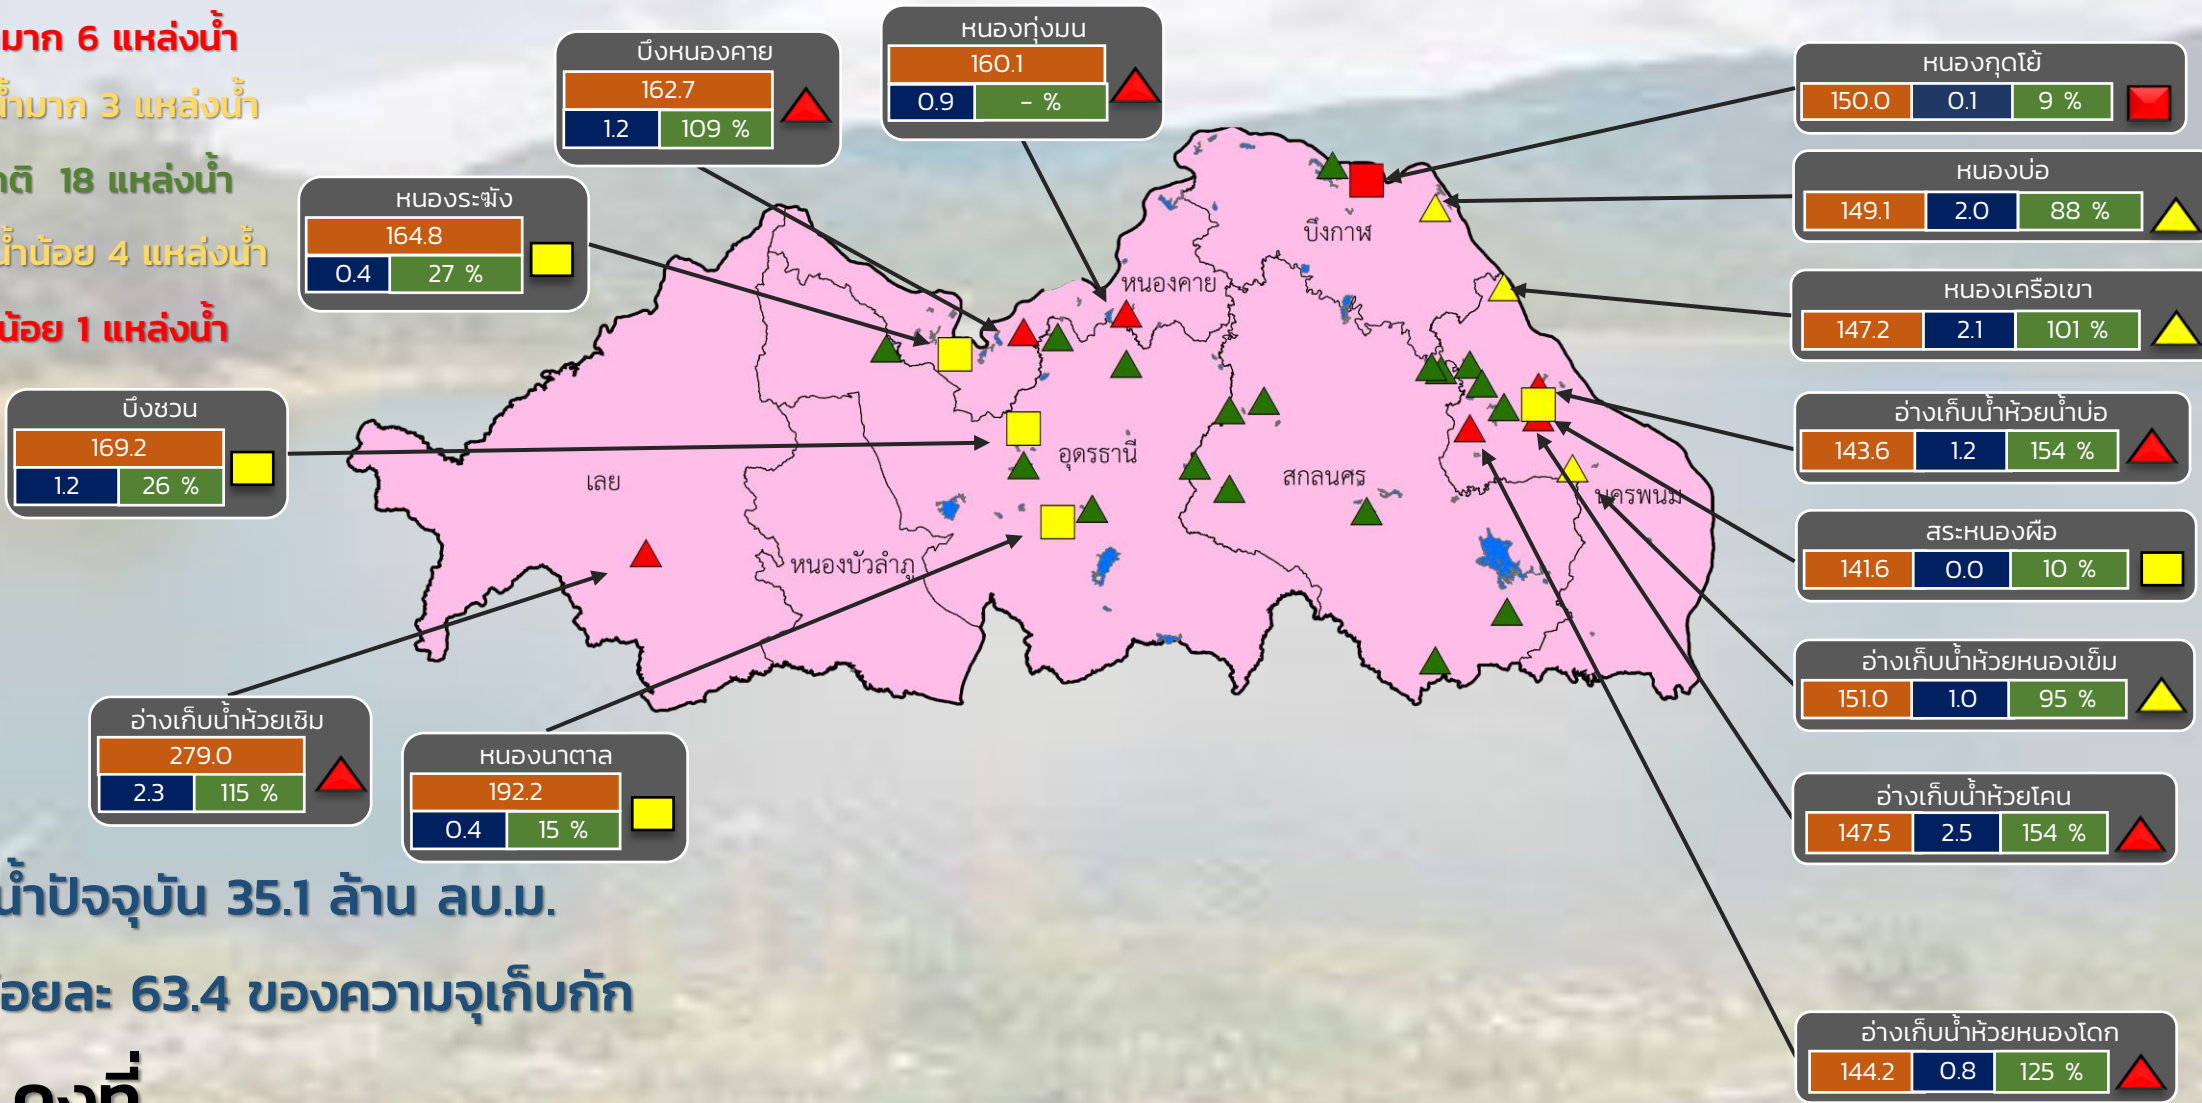 มาก 6 แหล่งน้ำ
น้ำมาก 3 แหล่งน้ำ
18 แหล่งน้ำ
น้ำน้อย 4 แหล่งน้ำ
น้อย 1 แหล่งน้ำ
บึงหนองคาย
162.7
1.2 109 %
หนองทุ่งมน
160.1
0.9 - %
หนองระฆัง
164.8
0.4 27 %
บึงชวน
169.2
1.2 26 %
อ่างเก็บน้ำห้วยเซิม
279.0
2.3 115 %
หนองนาตาล
192.2
0.4 15 %
บึงกาฬ
หนองคาย
อุดรธานี
เลย
สกลนคร
นครพนม
หนองบัวลำภู
หนองกุดโย้
150.0 0.1 9 %
หนองบ่อ
149.1 2.0 88 %
หนองเครือเขา
147.2 2.1 101 %
อ่างเก็บน้ำห้วยน้ำบ่อ
143.6 1.2 154 %
สระหนองผือ
141.6 0.0 10 %
อ่างเก็บน้ำห้วยหนองเข็ม
151.0 1.0 95 %
อ่างเก็บน้ำห้วยโคน
147.5 2.5 154 %
อ่างเก็บน้ำห้วยหนองโดก
144.2 0.8 125 %
น้ำปัจจุบัน 35.1 ล้าน ลบ.ม.
อยละ 63.4 ของความจุเก็บกัก
คงที่